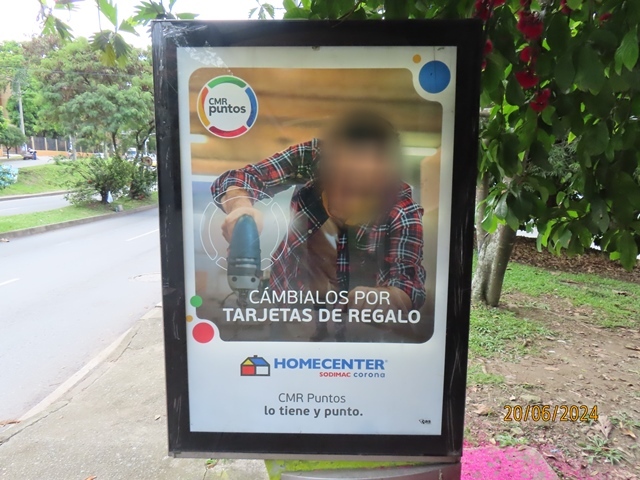 CMR
puntos
CÁMBIALOS POR
TARJETAS DE REGALO
HOMECENTER
SODIMAC corona
CMR Puntos
lo tiene y punto.
20/06/2024